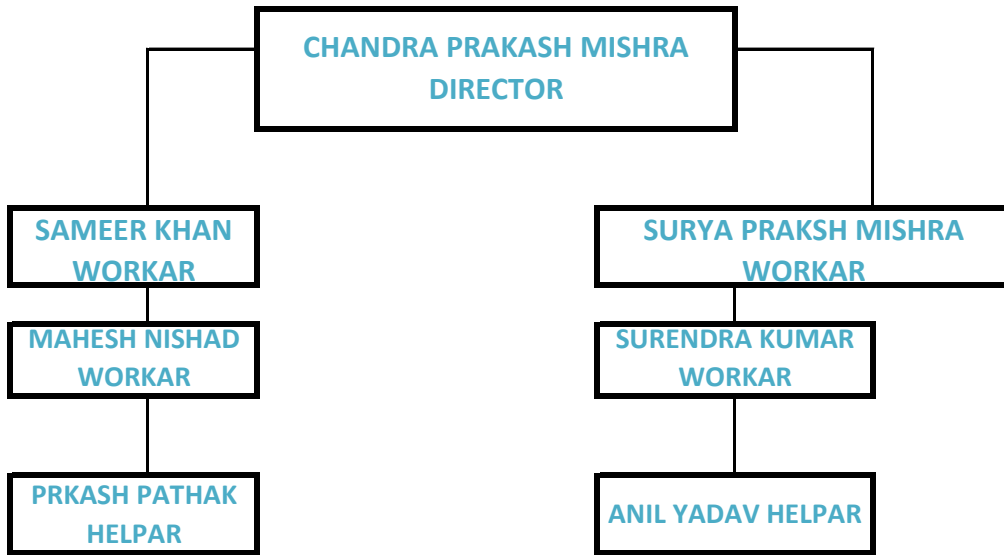 CHANDRA PRAKASH MISHRA
DIRECTOR
SAMEER KHAN
WORKAR
SURYA PRAKSH MISHRA
WORKAR
MAHESH NISHAD
WORKAR
SURENDRA KUMAR
WORKAR
PRKASH PATHAK
HELPAR
ANIL YADAV HELPAR